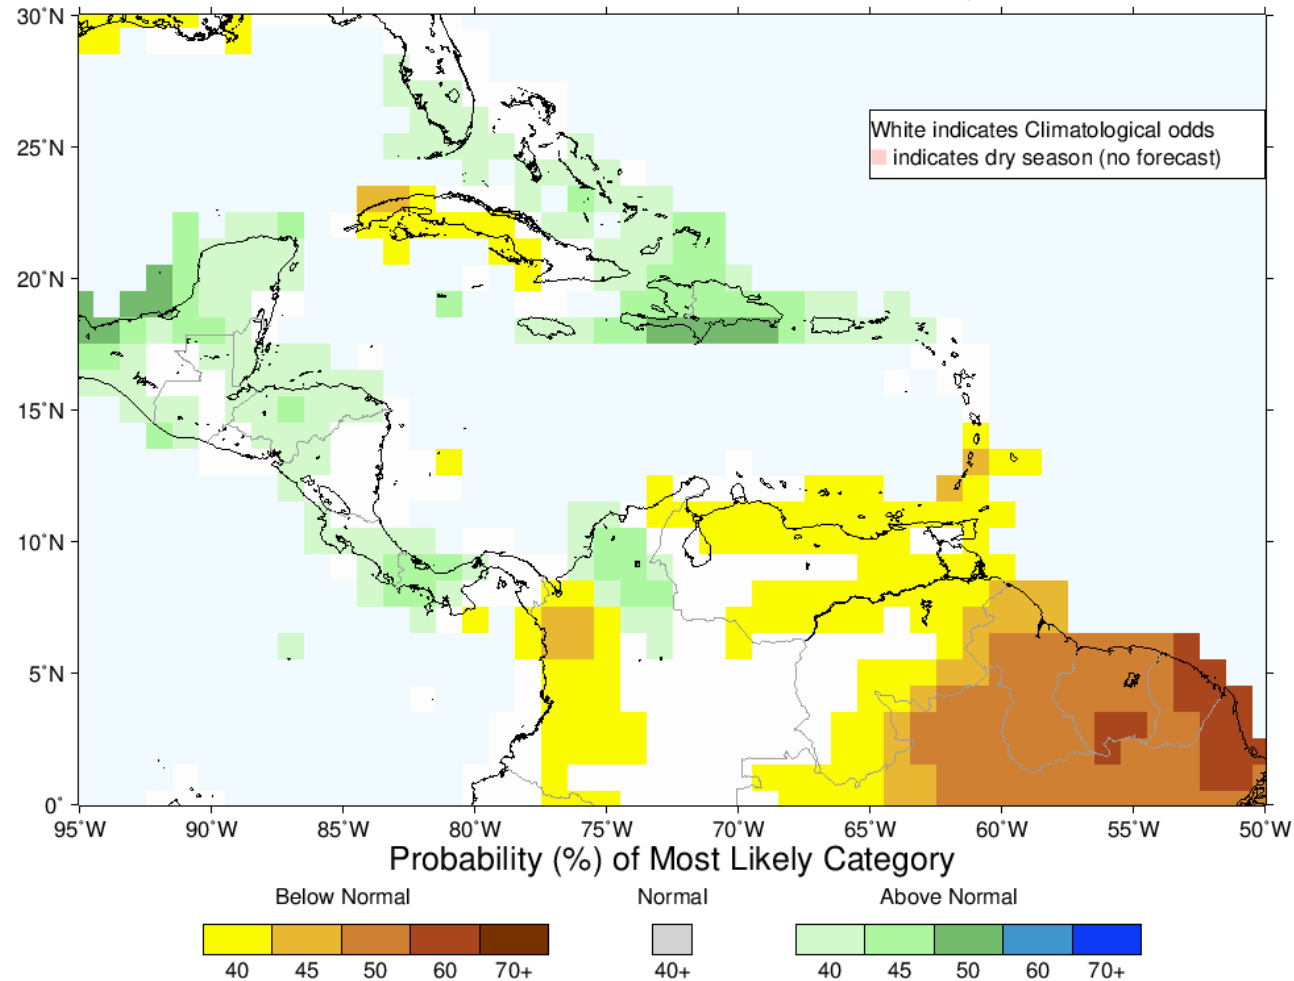 30°N
25°N
20°N
15°N
10°N
5°N
0°
White indicates Climatological odds
indicates dry season (no forecast)
95°W 90°W 85°W 80°W 75°W 70°W 65°W 60°W 55°W 50°W
Probability (%) of Most Likely Category
Below Normal Normal Above Normal
40 45 50 60 70+ 40+ 40 45 50 60 70+